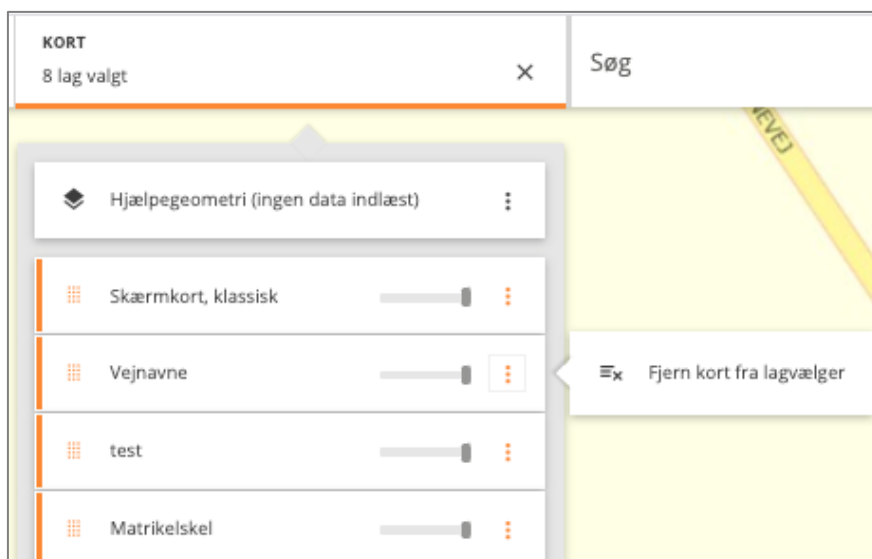 KORT
8 lag valgt
Søg
Hjælpegeometri (ingen data indlæst)
Skærmkort, klassisk
Vejnavne
Fjern kort fra lagvælger
test
Matrikelskel